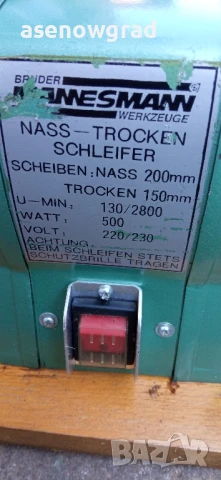 asenowgrad
BRÜDER
MANNESMANN®
WERKZEUGE
NASS-TROCKEN
SCHLEIFER
SCHEIBEN: NASS 200mm
TROCKEN 150mm
U-MIN: 130/2800
WATT: 500
VOLT: 220/230
ACHTUNG
BEIM SCHLEIFEN STETS
SCHUTZBRILLE TRAGEN
bazar